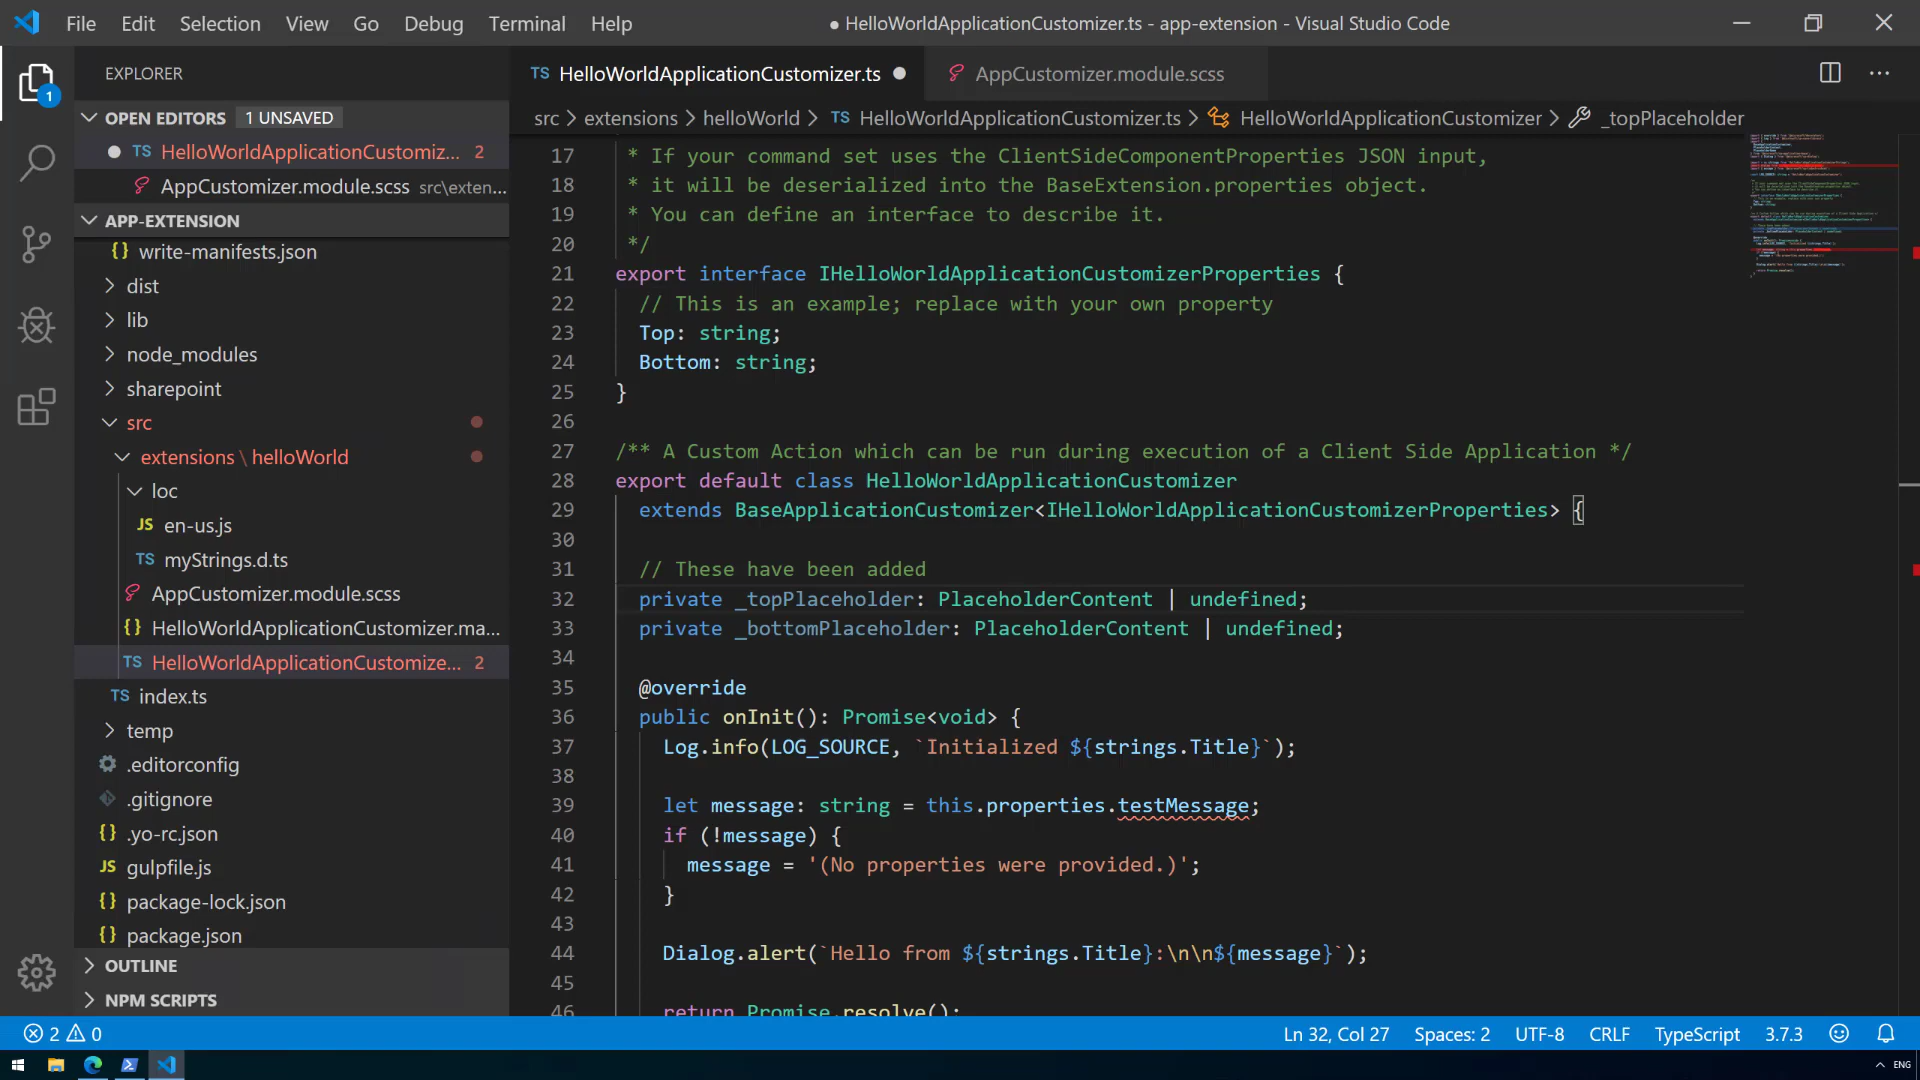 File Edit Selection View Go Debug Terminal Help
● HelloWorldApplicationCustomizer.ts - app-extension - Visual Studio Code
EXPLORER
OPEN EDITORS 1 UNSAVED
TS HelloWorldApplicationCustomiz... 2
AppCustomizer.module.scss src\exten...
APP-EXTENSION
{} write-manifests.json
dist
lib
node_modules
sharepoint
src
extensions \ helloWorld
loc
JS en-us.js
TS myStrings.d.ts
AppCustomizer.module.scss
{} HelloWorldApplicationCustomizer.ma...
TS HelloWorldApplicationCustomize... 2
TS index.ts
temp
.editorconfig
.gitignore
{} .yo-rc.json
JS gulpfile.js
{} package-lock.json
{} package.json
OUTLINE
NPM SCRIPTS
1
TS HelloWorldApplicationCustomizer.ts ●
AppCustomizer.module.scss
src > extensions > helloWorld > TS HelloWorldApplicationCustomizer.ts > HelloWorldApplicationCustomizer > _topPlaceholder
17 * If your command set uses the ClientSideComponentProperties JSON input,
18 * it will be deserialized into the BaseExtension.properties object.
19 * You can define an interface to describe it.
20 */
21 export interface IHelloWorldApplicationCustomizerProperties {
22 // This is an example; replace with your own property
23 Top: string;
24 Bottom: string;
25 }
26
27 /** A Custom Action which can be run during execution of a Client Side Application */
28 export default class HelloWorldApplicationCustomizer
29 extends BaseApplicationCustomizer<IHelloWorldApplicationCustomizerProperties> {
30
31 // These have been added
32 private _topPlaceholder: PlaceholderContent | undefined;
33 private _bottomPlaceholder: PlaceholderContent | undefined;
34
35 @override
36 public onInit(): Promise<void> {
37 Log.info(LOG_SOURCE, `Initialized ${strings.Title}`);
38
39 let message: string = this.properties.testMessage;
40 if (!message) {
41 message = '(No properties were provided.)';
42 }
43
44 Dialog.alert(`Hello from ${strings.Title}:\n\n${message}`);
45
46 return Promise.resolve();
2 0
Ln 32, Col 27 Spaces: 2 UTF-8 CRLF TypeScript 3.7.3
ENG